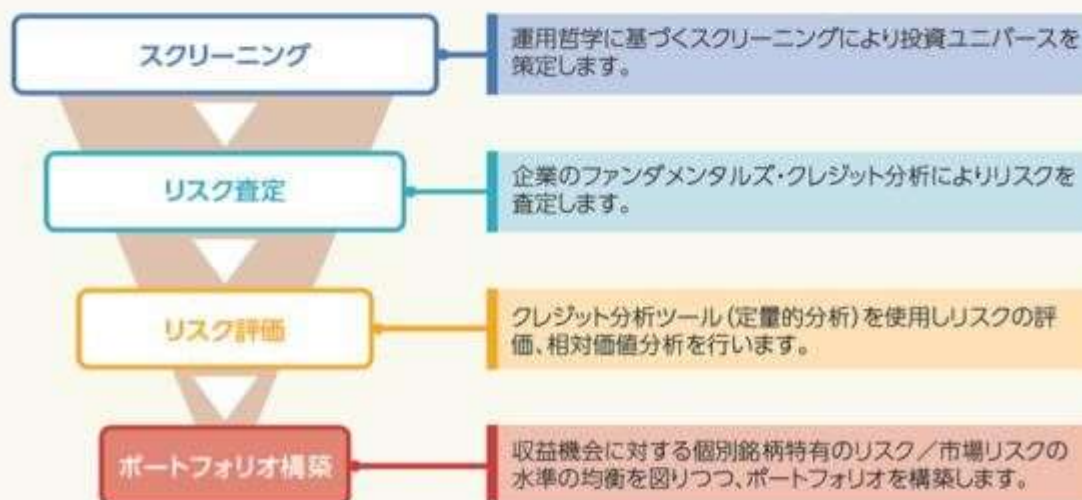 スクリーニング
運用哲学に基づくスクリーニングにより投資ユニバースを
策定します。
リスク査定
企業のファンダメンタルズ・クレジット分析によりリスクを
査定します。
リスク評価
クレジット分析ツール(定量的分析)を使用しリスクの評
価、相対価値分析を行います。
ポートフォリオ構築
収益機会に対する個別銘柄特有のリスク／市場リスクの
水準の均衡を図りつつ、ポートフォリオを構築します。